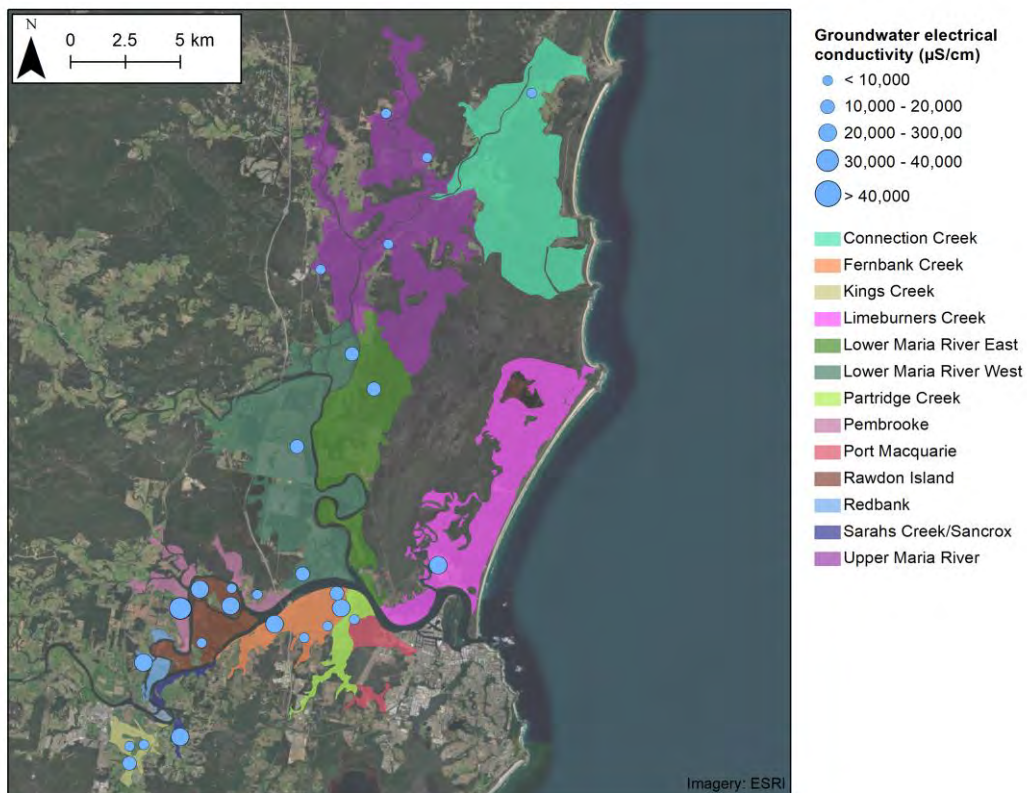 N
0 2.5 5 km
Imagery: ESRI
Groundwater electrical
conductivity (µS/cm)
< 10,000
10,000 - 20,000
20,000 - 300,00
30,000 - 40,000
> 40,000
Connection Creek
Fernbank Creek
Kings Creek
Limeburners Creek
Lower Maria River East
Lower Maria River West
Partridge Creek
Pembrooke
Port Macquarie
Rawdon Island
Redbank
Sarahs Creek/Sancrox
Upper Maria River